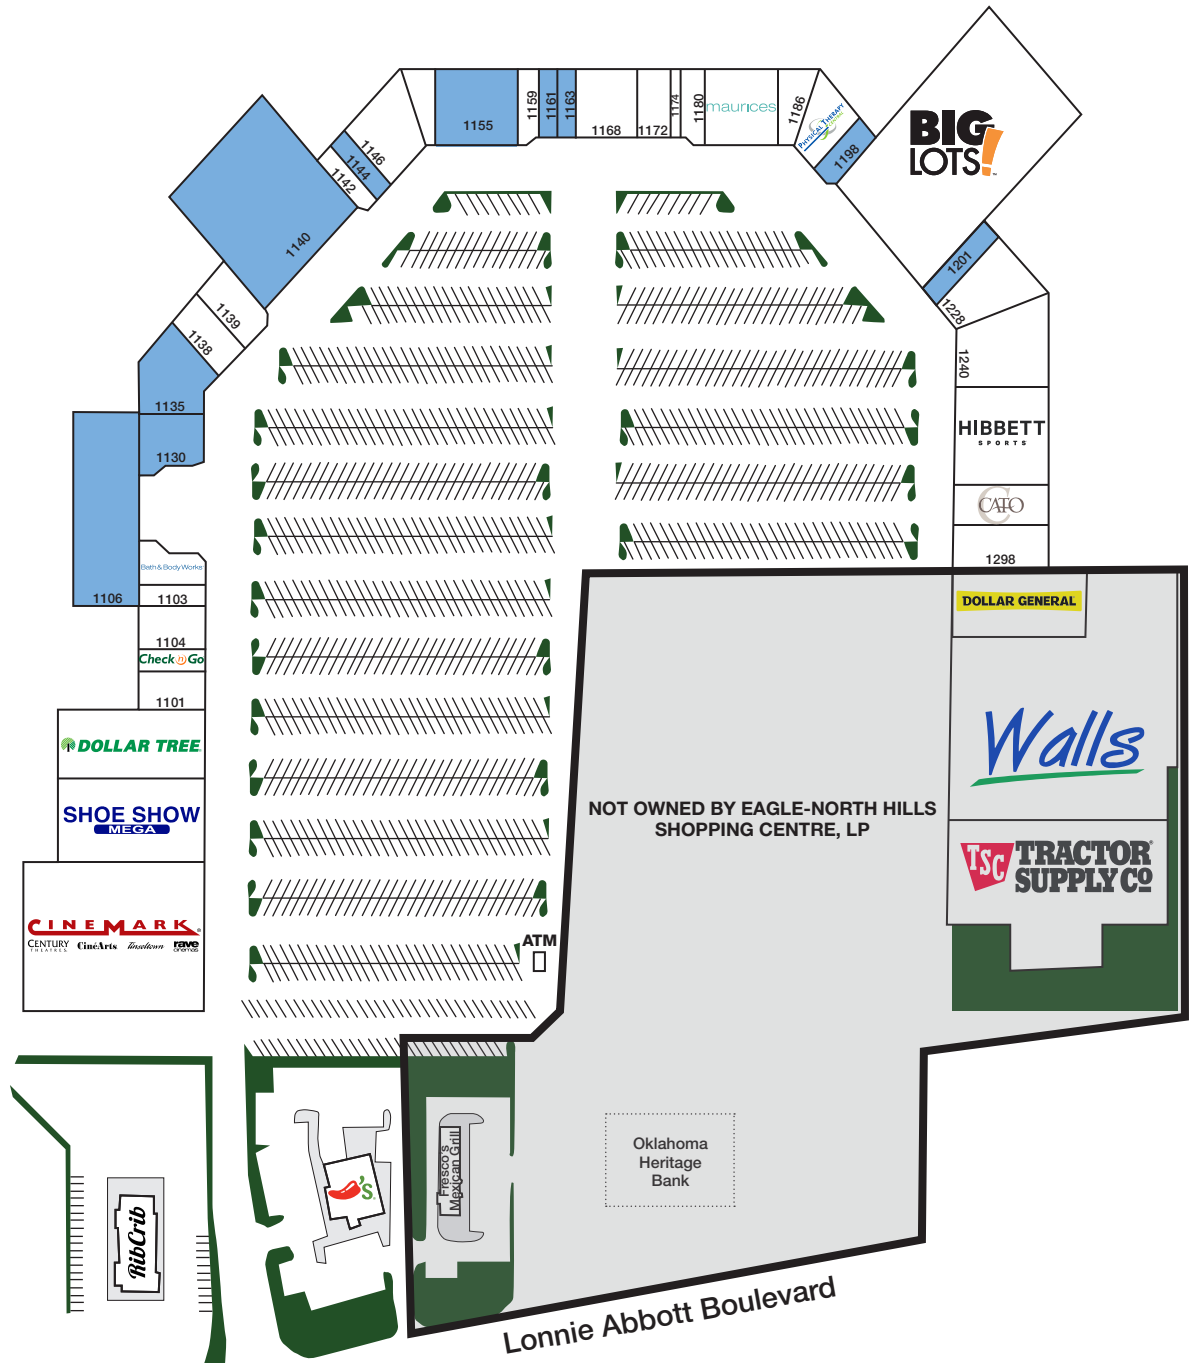 BIG
LOTS!
1155
1159
1161
1163
1168
1172
1174
1180
maurices
1186
PHYSICAL THERAPY
1198
1146
1144
1142
1140
1139
1138
1135
1130
1106
1201
1228
1240
HIBBETT
SPORTS
C
CATO
1298
Bath & Body Works
1103
1104
Check n Go
1101
DOLLAR TREE
SHOE SHOW
MEGA
CINEMARK
CENTURY
THEATRES
CinéArts
Tinseltown
rave
cinemas
ATM
DOLLAR GENERAL
Walls
TSC
TRACTOR
SUPPLY CO
NOT OWNED BY EAGLE-NORTH HILLS
SHOPPING CENTRE, LP
Oklahoma
Heritage
Bank
Fresco's
Mexican Grill
's
RibCrib
Lonnie Abbott Boulevard